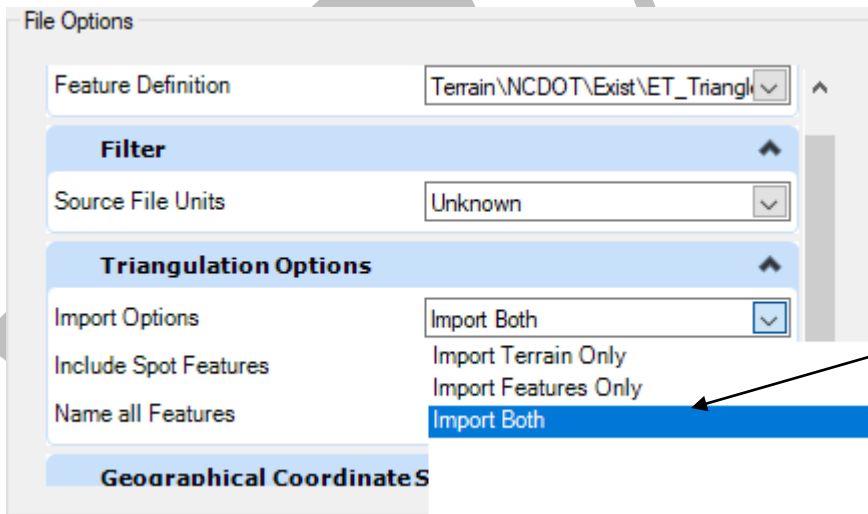 File Options
Feature Definition Terrain\NCDOT\Exist\ET_Triangl
Filter
Source File Units Unknown
Triangulation Options
Import Options Import Both
Include Spot Features Import Terrain Only
Import Features Only
Name all Features Import Both
Geographical Coordinate S